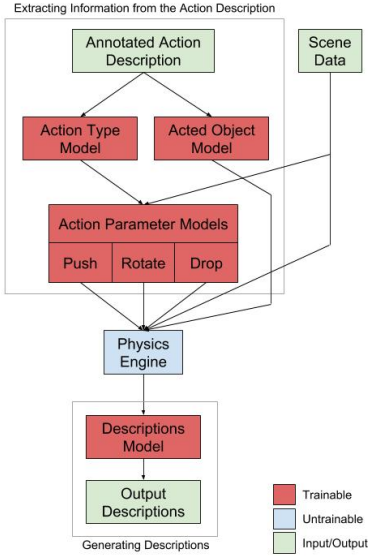 Extracting Information from the Action Description
Annotated Action
Description
Scene
Data
Action Type
Model
Acted Object
Model
Action Parameter Models
Push
Rotate
Drop
Physics
Engine
Descriptions
Model
Output
Descriptions
Generating Descriptions
Trainable
Untrainable
Input/Output